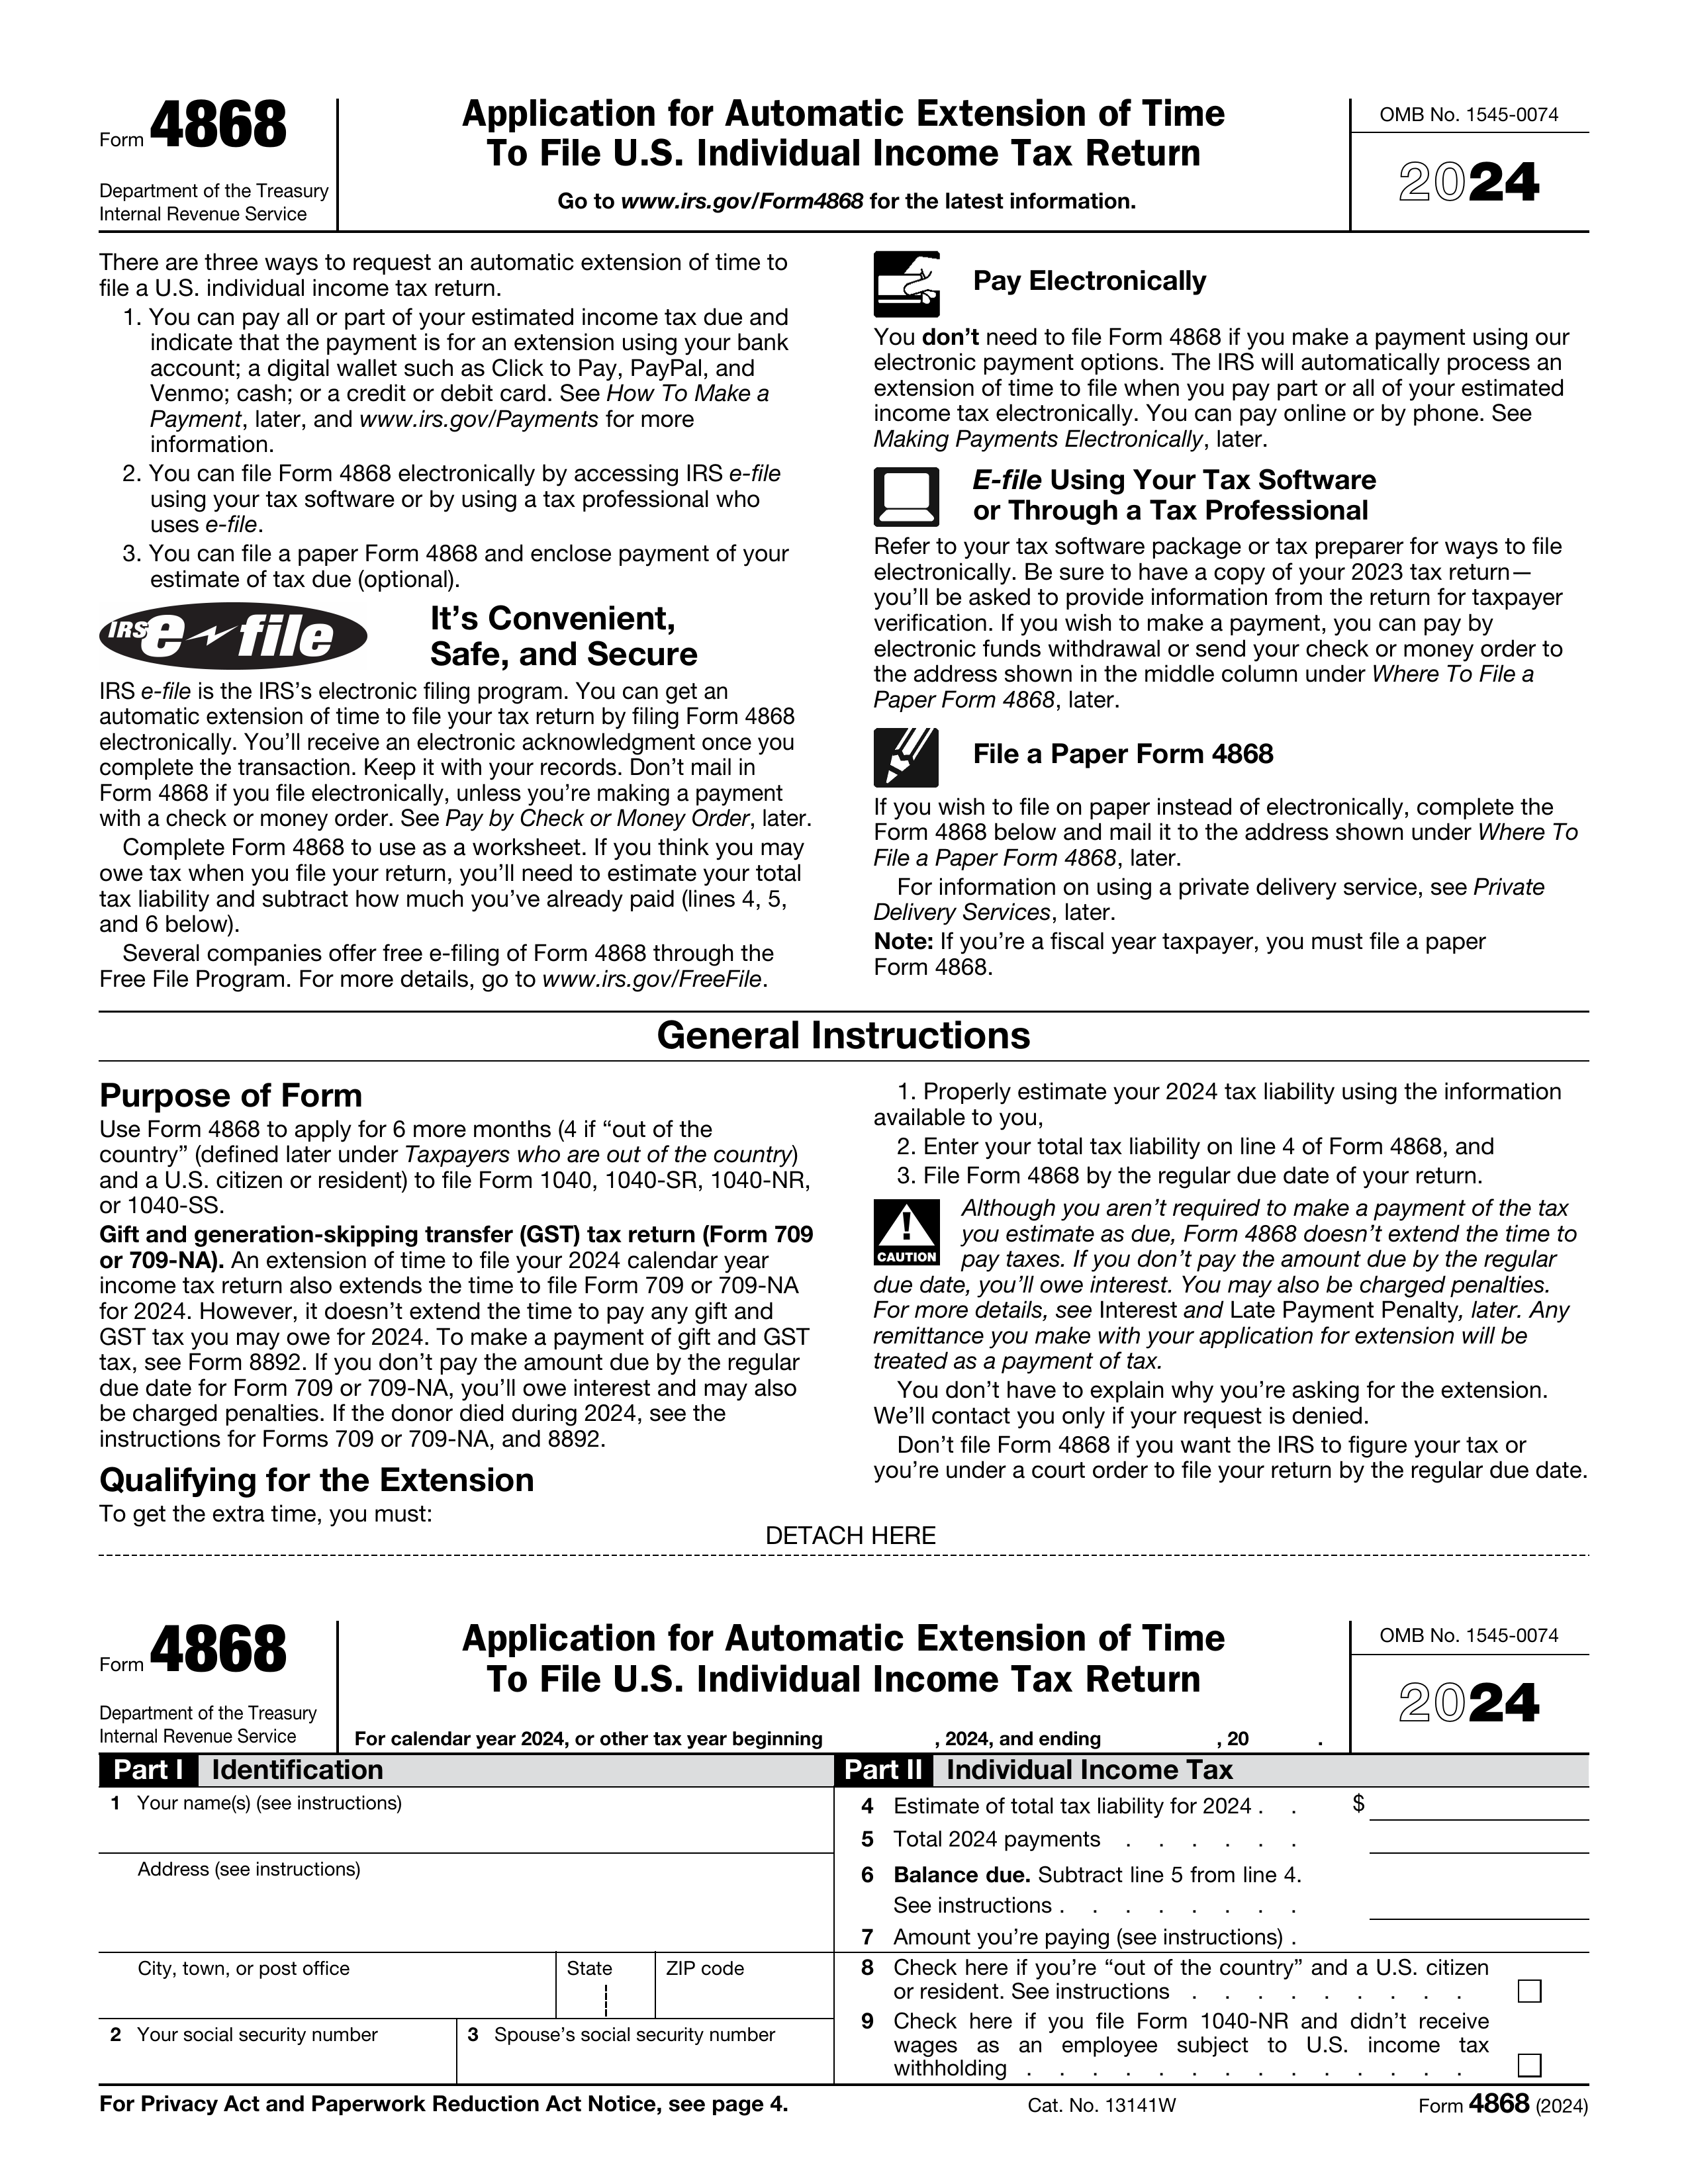 Form 4868
Department of the Treasury
Internal Revenue Service
Application for Automatic Extension of Time
To File U.S. Individual Income Tax Return
Go to www.irs.gov/Form4868 for the latest information.
OMB No. 1545-0074
2024
There are three ways to request an automatic extension of time to
file a U.S. individual income tax return.
1. You can pay all or part of your estimated income tax due and
indicate that the payment is for an extension using your bank
account; a digital wallet such as Click to Pay, PayPal, and
Venmo; cash; or a credit or debit card. See How To Make a
Payment, later, and www.irs.gov/Payments for more
information.
2. You can file Form 4868 electronically by accessing IRS e-file
using your tax software or by using a tax professional who
uses e-file.
3. You can file a paper Form 4868 and enclose payment of your
estimate of tax due (optional).
IRS e-file
It’s Convenient,
Safe, and Secure
IRS e-file is the IRS’s electronic filing program. You can get an
automatic extension of time to file your tax return by filing Form 4868
electronically. You’ll receive an electronic acknowledgment once you
complete the transaction. Keep it with your records. Don’t mail in
Form 4868 if you file electronically, unless you’re making a payment
with a check or money order. See Pay by Check or Money Order, later.
Complete Form 4868 to use as a worksheet. If you think you may
owe tax when you file your return, you’ll need to estimate your total
tax liability and subtract how much you’ve already paid (lines 4, 5,
and 6 below).
Several companies offer free e-filing of Form 4868 through the
Free File Program. For more details, go to www.irs.gov/FreeFile.
Pay Electronically
You don’t need to file Form 4868 if you make a payment using our
electronic payment options. The IRS will automatically process an
extension of time to file when you pay part or all of your estimated
income tax electronically. You can pay online or by phone. See
Making Payments Electronically, later.
E-file Using Your Tax Software
or Through a Tax Professional
Refer to your tax software package or tax preparer for ways to file
electronically. Be sure to have a copy of your 2023 tax return—
you’ll be asked to provide information from the return for taxpayer
verification. If you wish to make a payment, you can pay by
electronic funds withdrawal or send your check or money order to
the address shown in the middle column under Where To File a
Paper Form 4868, later.
File a Paper Form 4868
If you wish to file on paper instead of electronically, complete the
Form 4868 below and mail it to the address shown under Where To
File a Paper Form 4868, later.
For information on using a private delivery service, see Private
Delivery Services, later.
Note: If you’re a fiscal year taxpayer, you must file a paper
Form 4868.
General Instructions
Purpose of Form
Use Form 4868 to apply for 6 more months (4 if “out of the
country” (defined later under Taxpayers who are out of the country)
and a U.S. citizen or resident) to file Form 1040, 1040-SR, 1040-NR,
or 1040-SS.
Gift and generation-skipping transfer (GST) tax return (Form 709
or 709-NA). An extension of time to file your 2024 calendar year
income tax return also extends the time to file Form 709 or 709-NA
for 2024. However, it doesn’t extend the time to pay any gift and
GST tax you may owe for 2024. To make a payment of gift and GST
tax, see Form 8892. If you don’t pay the amount due by the regular
due date for Form 709 or 709-NA, you’ll owe interest and may also
be charged penalties. If the donor died during 2024, see the
instructions for Forms 709 or 709-NA, and 8892.
Qualifying for the Extension
To get the extra time, you must:
1. Properly estimate your 2024 tax liability using the information
available to you,
2. Enter your total tax liability on line 4 of Form 4868, and
3. File Form 4868 by the regular due date of your return.
CAUTION
Although you aren’t required to make a payment of the tax
you estimate as due, Form 4868 doesn’t extend the time to
pay taxes. If you don’t pay the amount due by the regular
due date, you’ll owe interest. You may also be charged penalties.
For more details, see Interest and Late Payment Penalty, later. Any
remittance you make with your application for extension will be
treated as a payment of tax.
You don’t have to explain why you’re asking for the extension.
We’ll contact you only if your request is denied.
Don’t file Form 4868 if you want the IRS to figure your tax or
you’re under a court order to file your return by the regular due date.
DETACH HERE
Form 4868
Department of the Treasury
Internal Revenue Service
Application for Automatic Extension of Time
To File U.S. Individual Income Tax Return
For calendar year 2024, or other tax year beginning , 2024, and ending , 20 .
OMB No. 1545-0074
2024
Part I Identification
1 Your name(s) (see instructions)
Address (see instructions)
City, town, or post office State ZIP code
2 Your social security number 3 Spouse’s social security number
Part II Individual Income Tax
4 Estimate of total tax liability for 2024 . . $
5 Total 2024 payments . . . . . .
6 Balance due. Subtract line 5 from line 4.
See instructions . . . . . . . .
7 Amount you’re paying (see instructions) .
8 Check here if you’re “out of the country” and a U.S. citizen
or resident. See instructions . . . . . . . . .
9 Check here if you file Form 1040-NR and didn’t receive
wages as an employee subject to U.S. income tax
withholding . . . . . . . . . . . . . .
For Privacy Act and Paperwork Reduction Act Notice, see page 4. Cat. No. 13141W Form 4868 (2024)